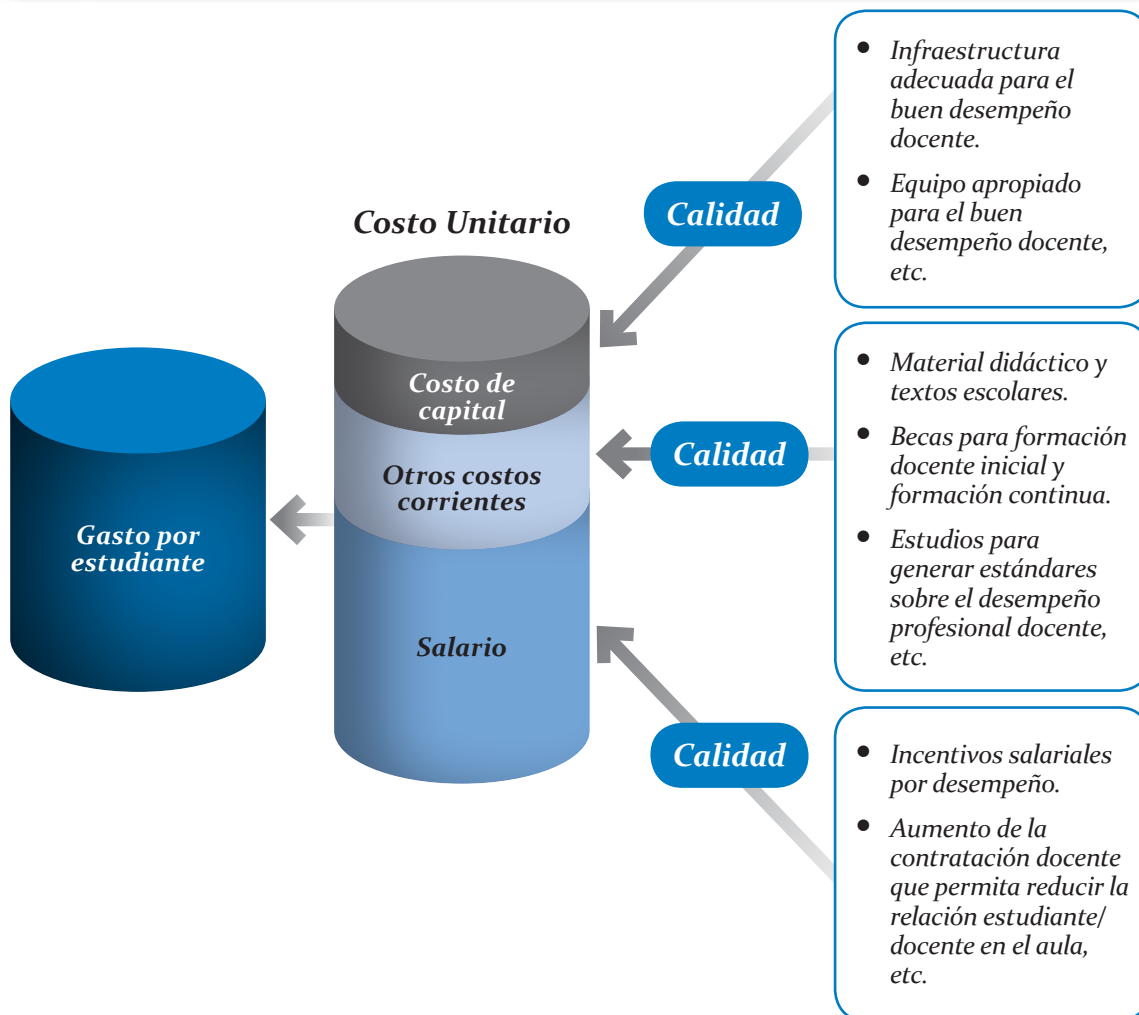 Costo Unitario
Gasto por
estudiante
Costo de
capital
Otros costos
corrientes
Salario
Calidad
• Infraestructura
adecuada para el
buen desempeño
docente.
• Equipo apropiado
para el buen
desempeño docente,
etc.
Calidad
• Material didáctico y
textos escolares.
• Becas para formación
docente inicial y
formación continua.
• Estudios para
generar estándares
sobre el desempeño
profesional docente,
etc.
Calidad
• Incentivos salariales
por desempeño.
• Aumento de la
contratación docente
que permita reducir la
relación estudiante/
docente en el aula,
etc.